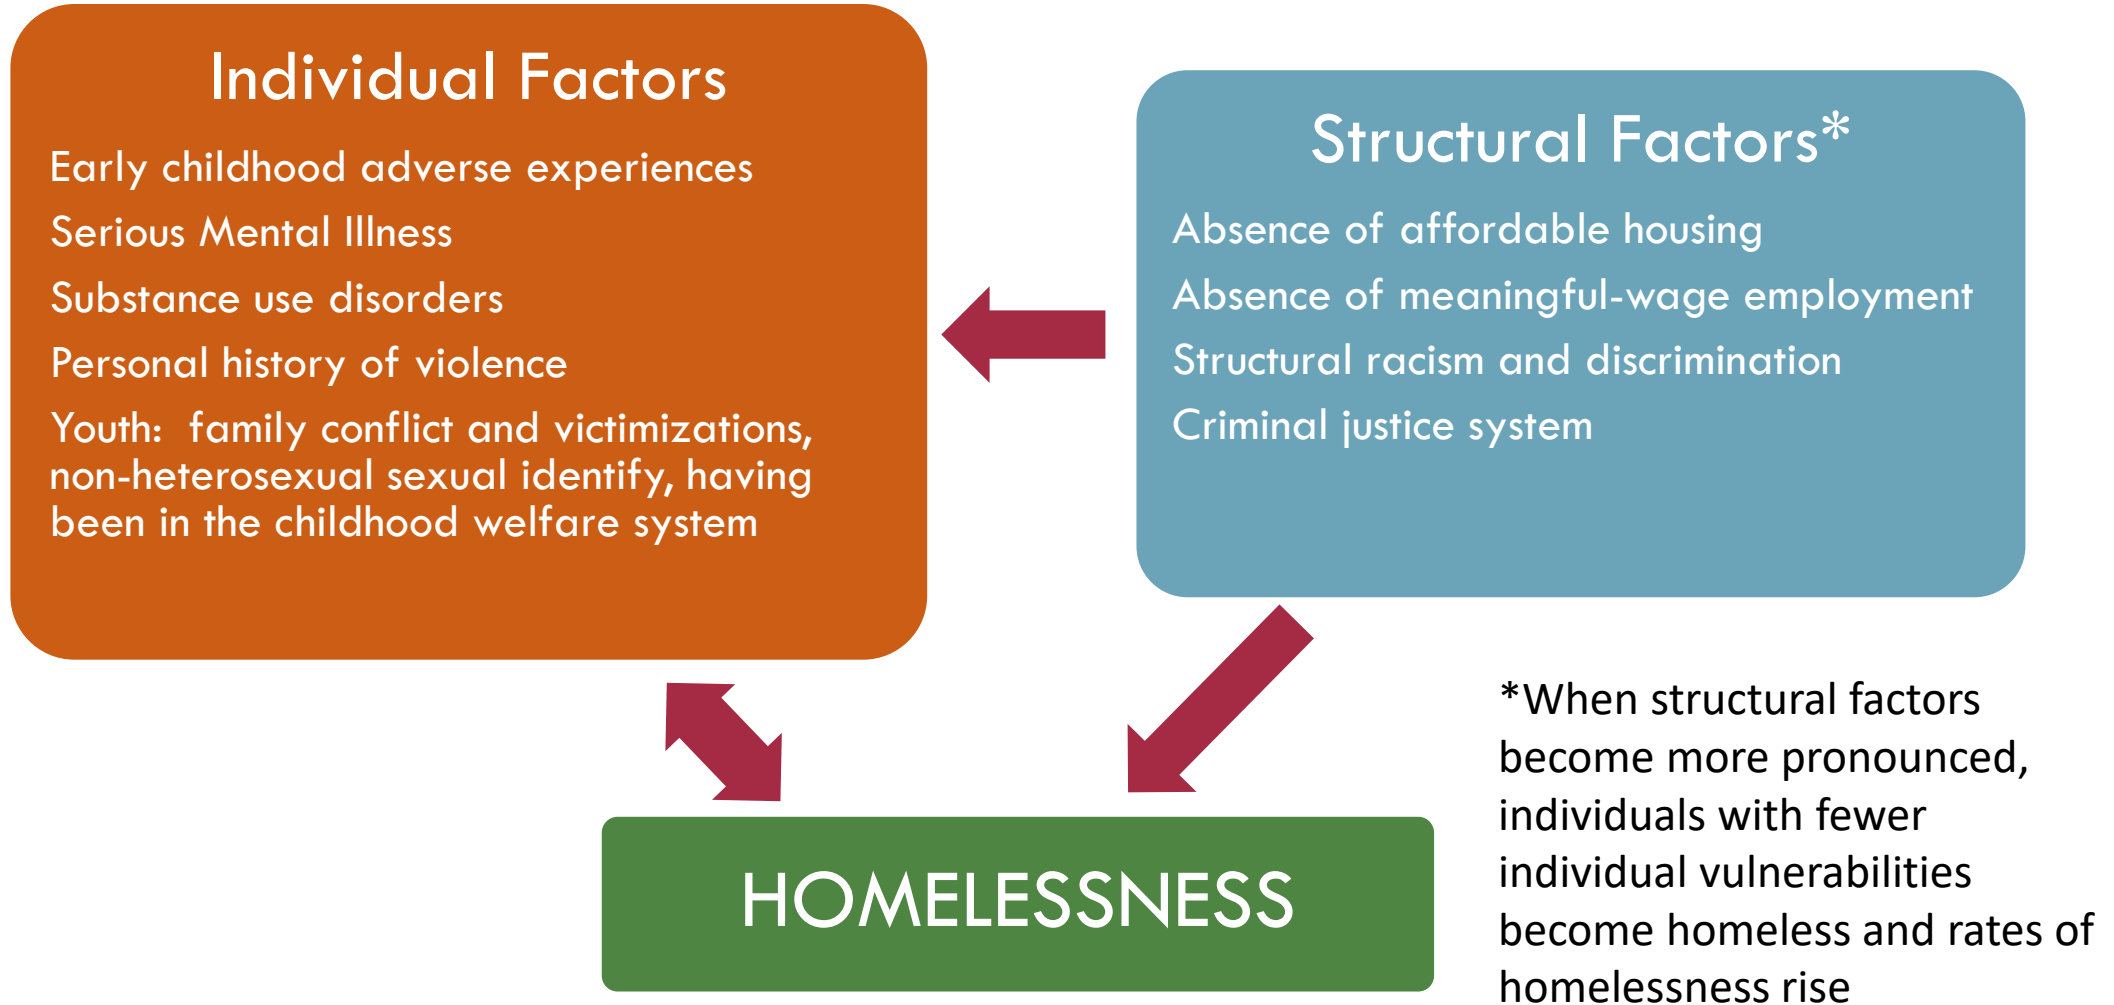 Individual Factors
Early childhood adverse experiences
Serious Mental Illness
Substance use disorders
Personal history of violence
Youth:  family conflict and victimizations,
non-heterosexual sexual identify, having
been in the childhood welfare system
Structural Factors*
Absence of affordable housing
Absence of meaningful-wage employment
Structural racism and discrimination
Criminal justice system
HOMELESSNESS
*When structural factors
become more pronounced,
individuals with fewer
individual vulnerabilities
become homeless and rates of
homelessness rise